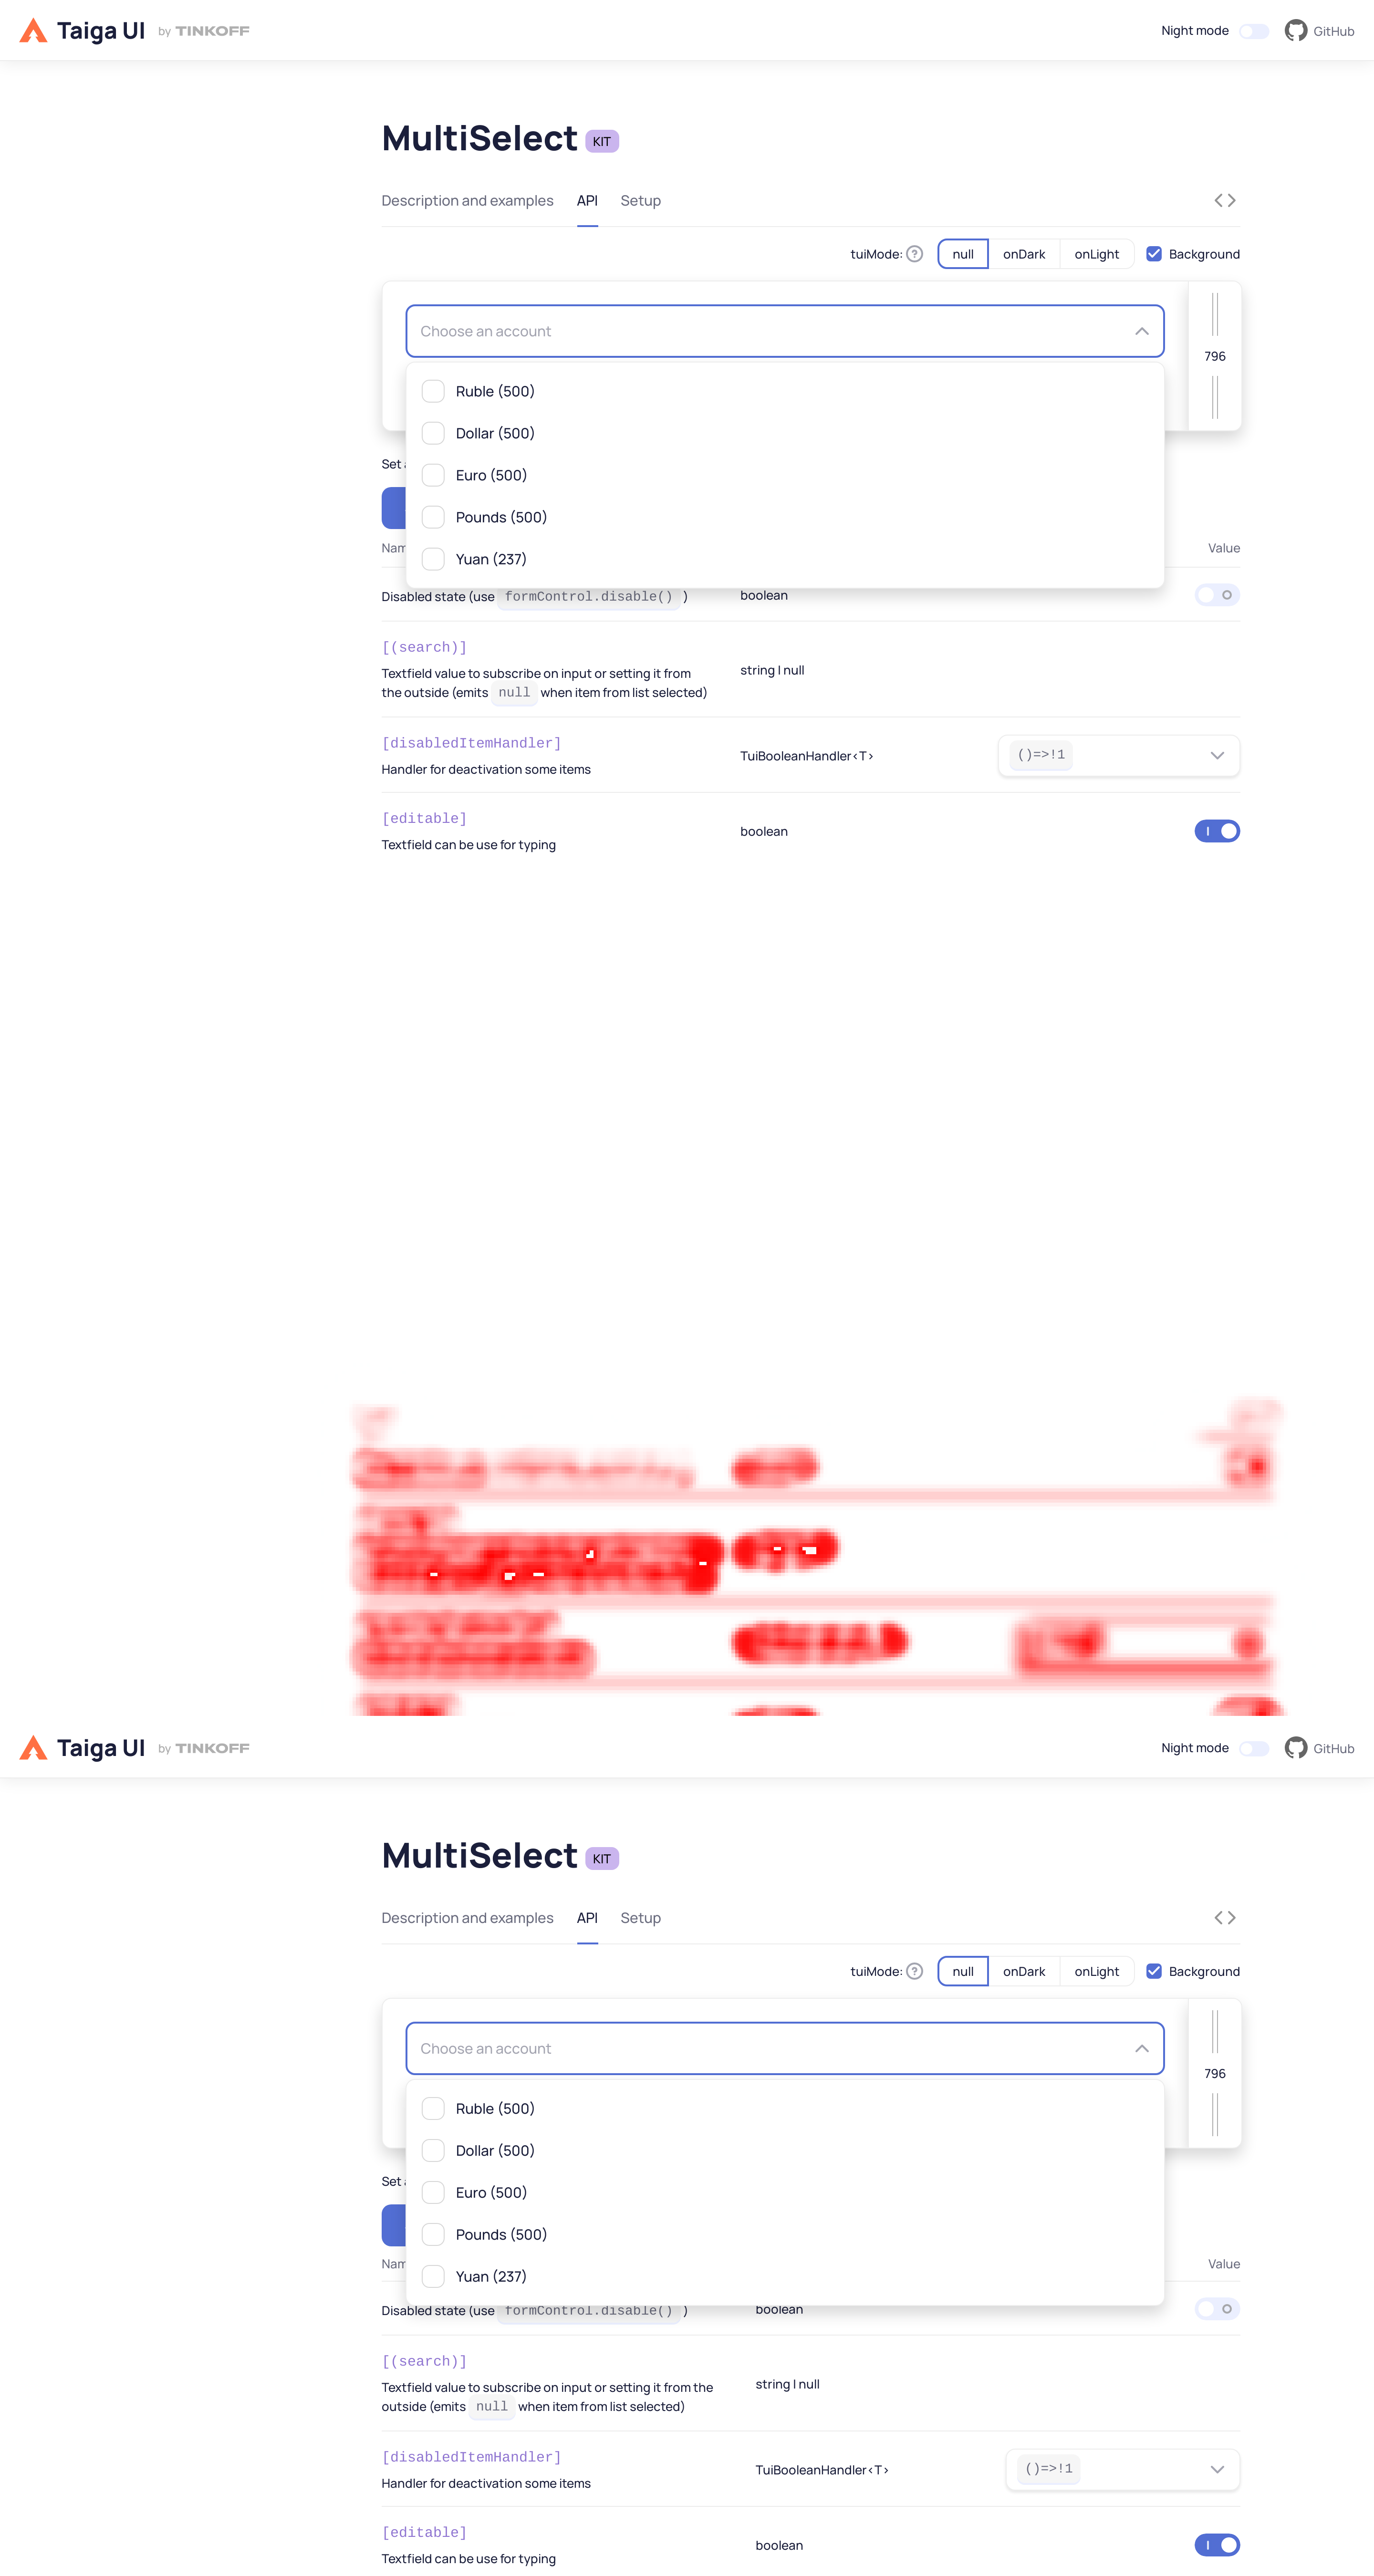 Taiga UI by TINKOFF Night mode GitHub
MultiSelect KIT
Description and examples API Setup
tuiMode: ? null onDark onLight Background
Choose an account
796
Ruble (500)
Dollar (500)
Euro (500)
Pounds (500)
Yuan (237)
Set
Value
Disabled state (use formControl.disable() ) boolean
[(search)]
Textfield value to subscribe on input or setting it from
the outside (emits null when item from list selected)
string | null
[disabledItemHandler]
Handler for deactivation some items
TuiBooleanHandler<T> ()=>!1
[editable]
Textfield can be use for typing
boolean
Taiga UI by TINKOFF Night mode GitHub
MultiSelect KIT
Description and examples API Setup
tuiMode: ? null onDark onLight Background
Choose an account
796
Ruble (500)
Dollar (500)
Euro (500)
Pounds (500)
Yuan (237)
Set
Value
Disabled state (use formControl.disable() ) boolean
[(search)]
Textfield value to subscribe on input or setting it from the
outside (emits null when item from list selected)
string | null
[disabledItemHandler]
Handler for deactivation some items
TuiBooleanHandler<T> ()=>!1
[editable]
Textfield can be use for typing
boolean